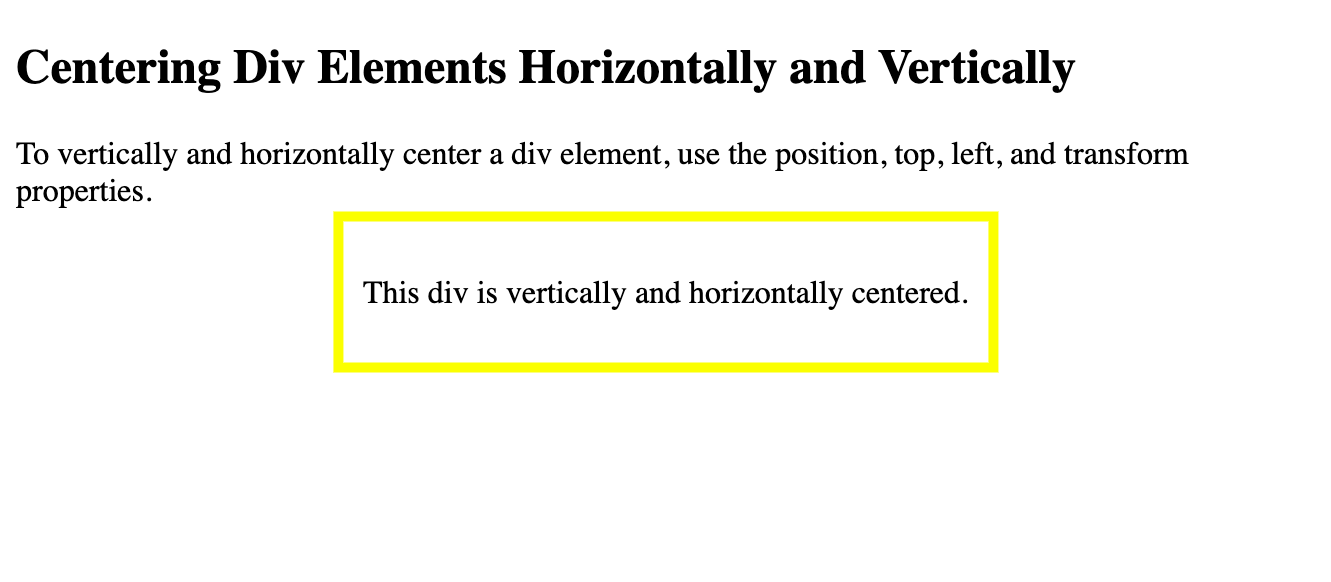 Centering Div Elements Horizontally and Vertically
To vertically and horizontally center a div element, use the position, top, left, and transform
properties.
This div is vertically and horizontally centered.